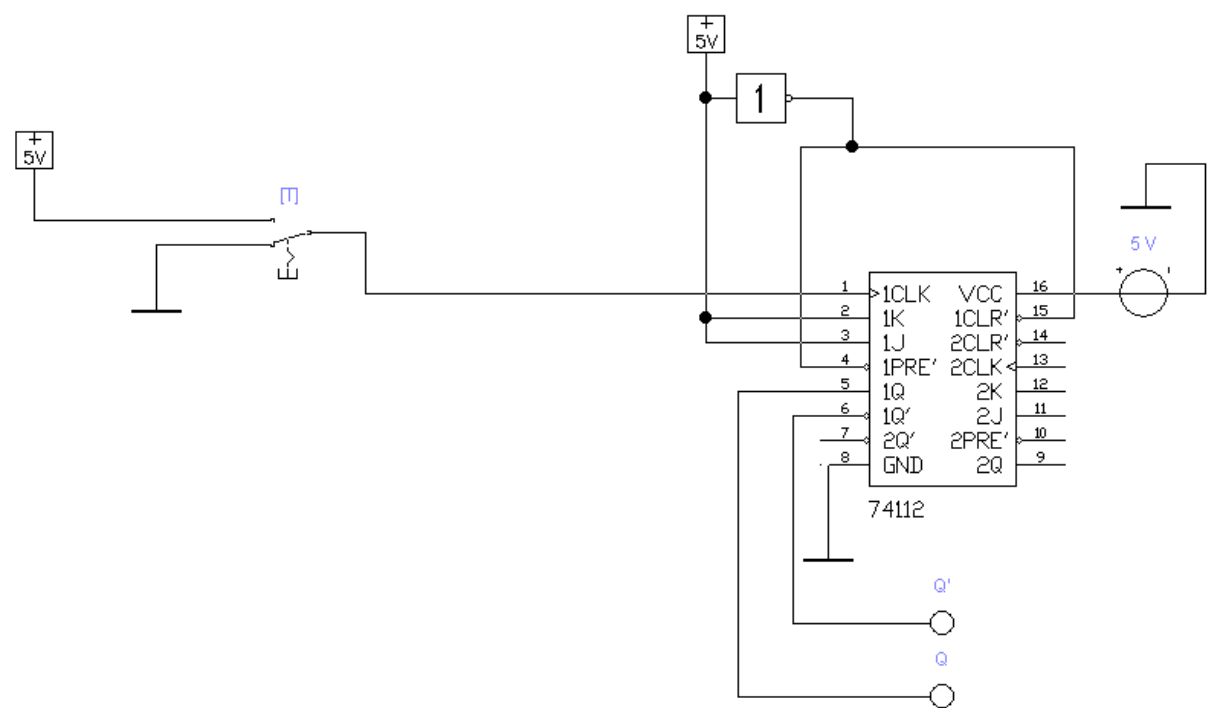 +
5V
1
+
5V
[E]
E
5 V
+ '
1 1CLK VCC 16
2 1K 1CLR' 15
3 1J 2CLR' 14
4 1PRE' 2CLK 13
5 1Q 2K 12
6 1Q' 2J 11
7 2Q' 2PRE' 10
8 GND 2Q 9
74112
Q'
Q